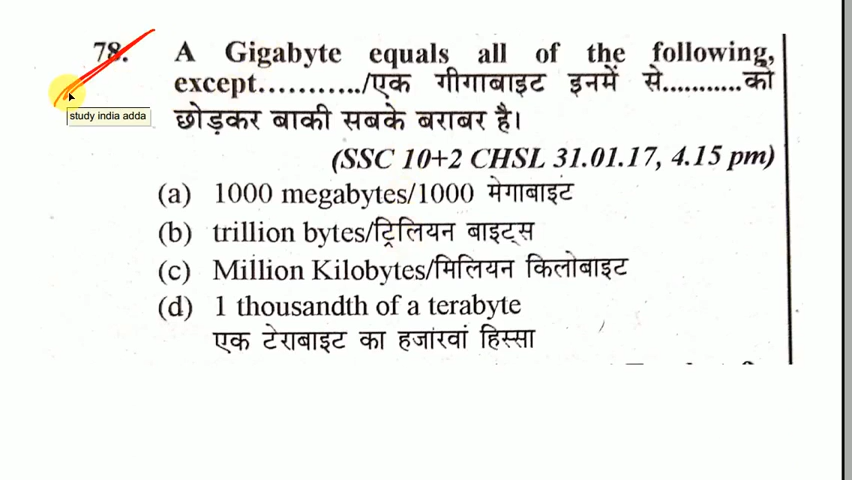 78. A Gigabyte equals all of the following,
except.........../एक गीगाबाइट इनमें से...........को
study india adda
छोड़कर बाकी सबके बराबर है।
(SSC 10+2 CHSL 31.01.17, 4.15 pm)
(a) 1000 megabytes/1000 मेगाबाइट
(b) trillion bytes/ट्रिलियन बाइट्स
(c) Million Kilobytes/मिलियन किलोबाइट
(d) 1 thousandth of a terabyte
एक टेराबाइट का हजारवां हिस्सा